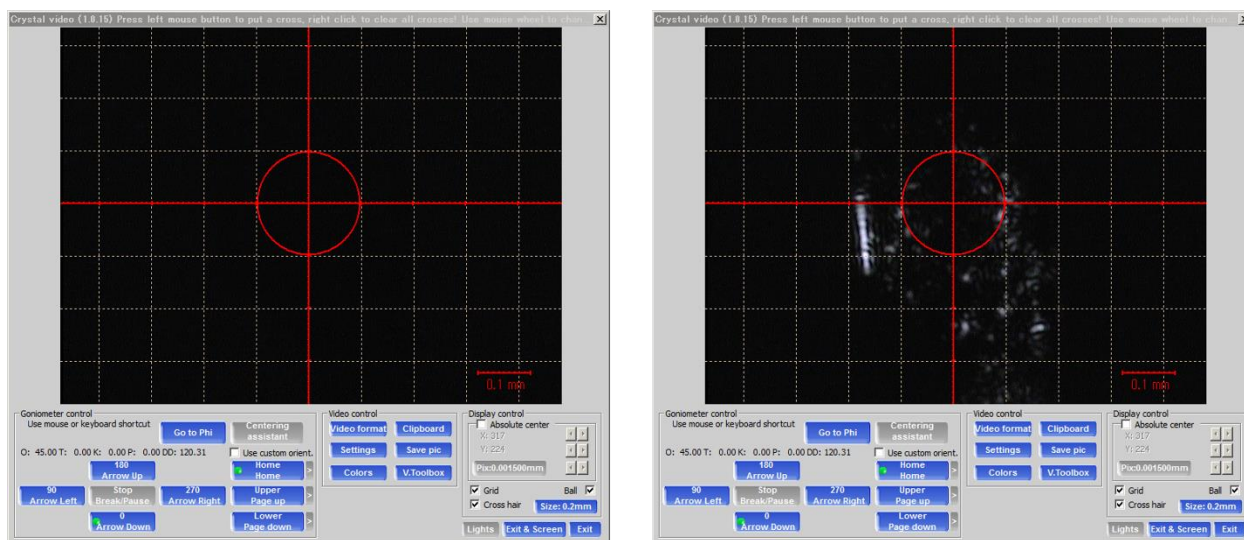 Crystal video (1.8.15) Press left mouse button to put a cross, right click to clear all crosses! Use mouse wheel to chan
0.1 mm
Goniometer control
Use mouse or keyboard shortcut
Go to Phi
Centering
assistant
O: 45.00 T: 0.00 K: 0.00 P: 0.00 DD: 120.31
Use custom orient.
180
Arrow Up
Home
Home
>
90
Arrow Left
Stop
Break/Pause
270
Arrow Right
Upper
Page up
>
0
Arrow Down
Lower
Page down
>
Video control
Video format
Clipboard
Settings
Save pic
Colors
V.Toolbox
Display control
Absolute center
X: 317
Y: 224
Pix:0.001500mm
Grid
Ball
Cross hair
Size: 0.2mm
Lights
Exit & Screen
Exit
Crystal video (1.8.15) Press left mouse button to put a cross, right click to clear all crosses! Use mouse wheel to chan
0.1 mm
Goniometer control
Use mouse or keyboard shortcut
Go to Phi
Centering
assistant
O: 45.00 T: 0.00 K: 0.00 P: 0.00 DD: 120.31
Use custom orient.
180
Arrow Up
Home
Home
>
90
Arrow Left
Stop
Break/Pause
270
Arrow Right
Upper
Page up
>
0
Arrow Down
Lower
Page down
>
Video control
Video format
Clipboard
Settings
Save pic
Colors
V.Toolbox
Display control
Absolute center
X: 317
Y: 224
Pix:0.001500mm
Grid
Ball
Cross hair
Size: 0.2mm
Lights
Exit & Screen
Exit